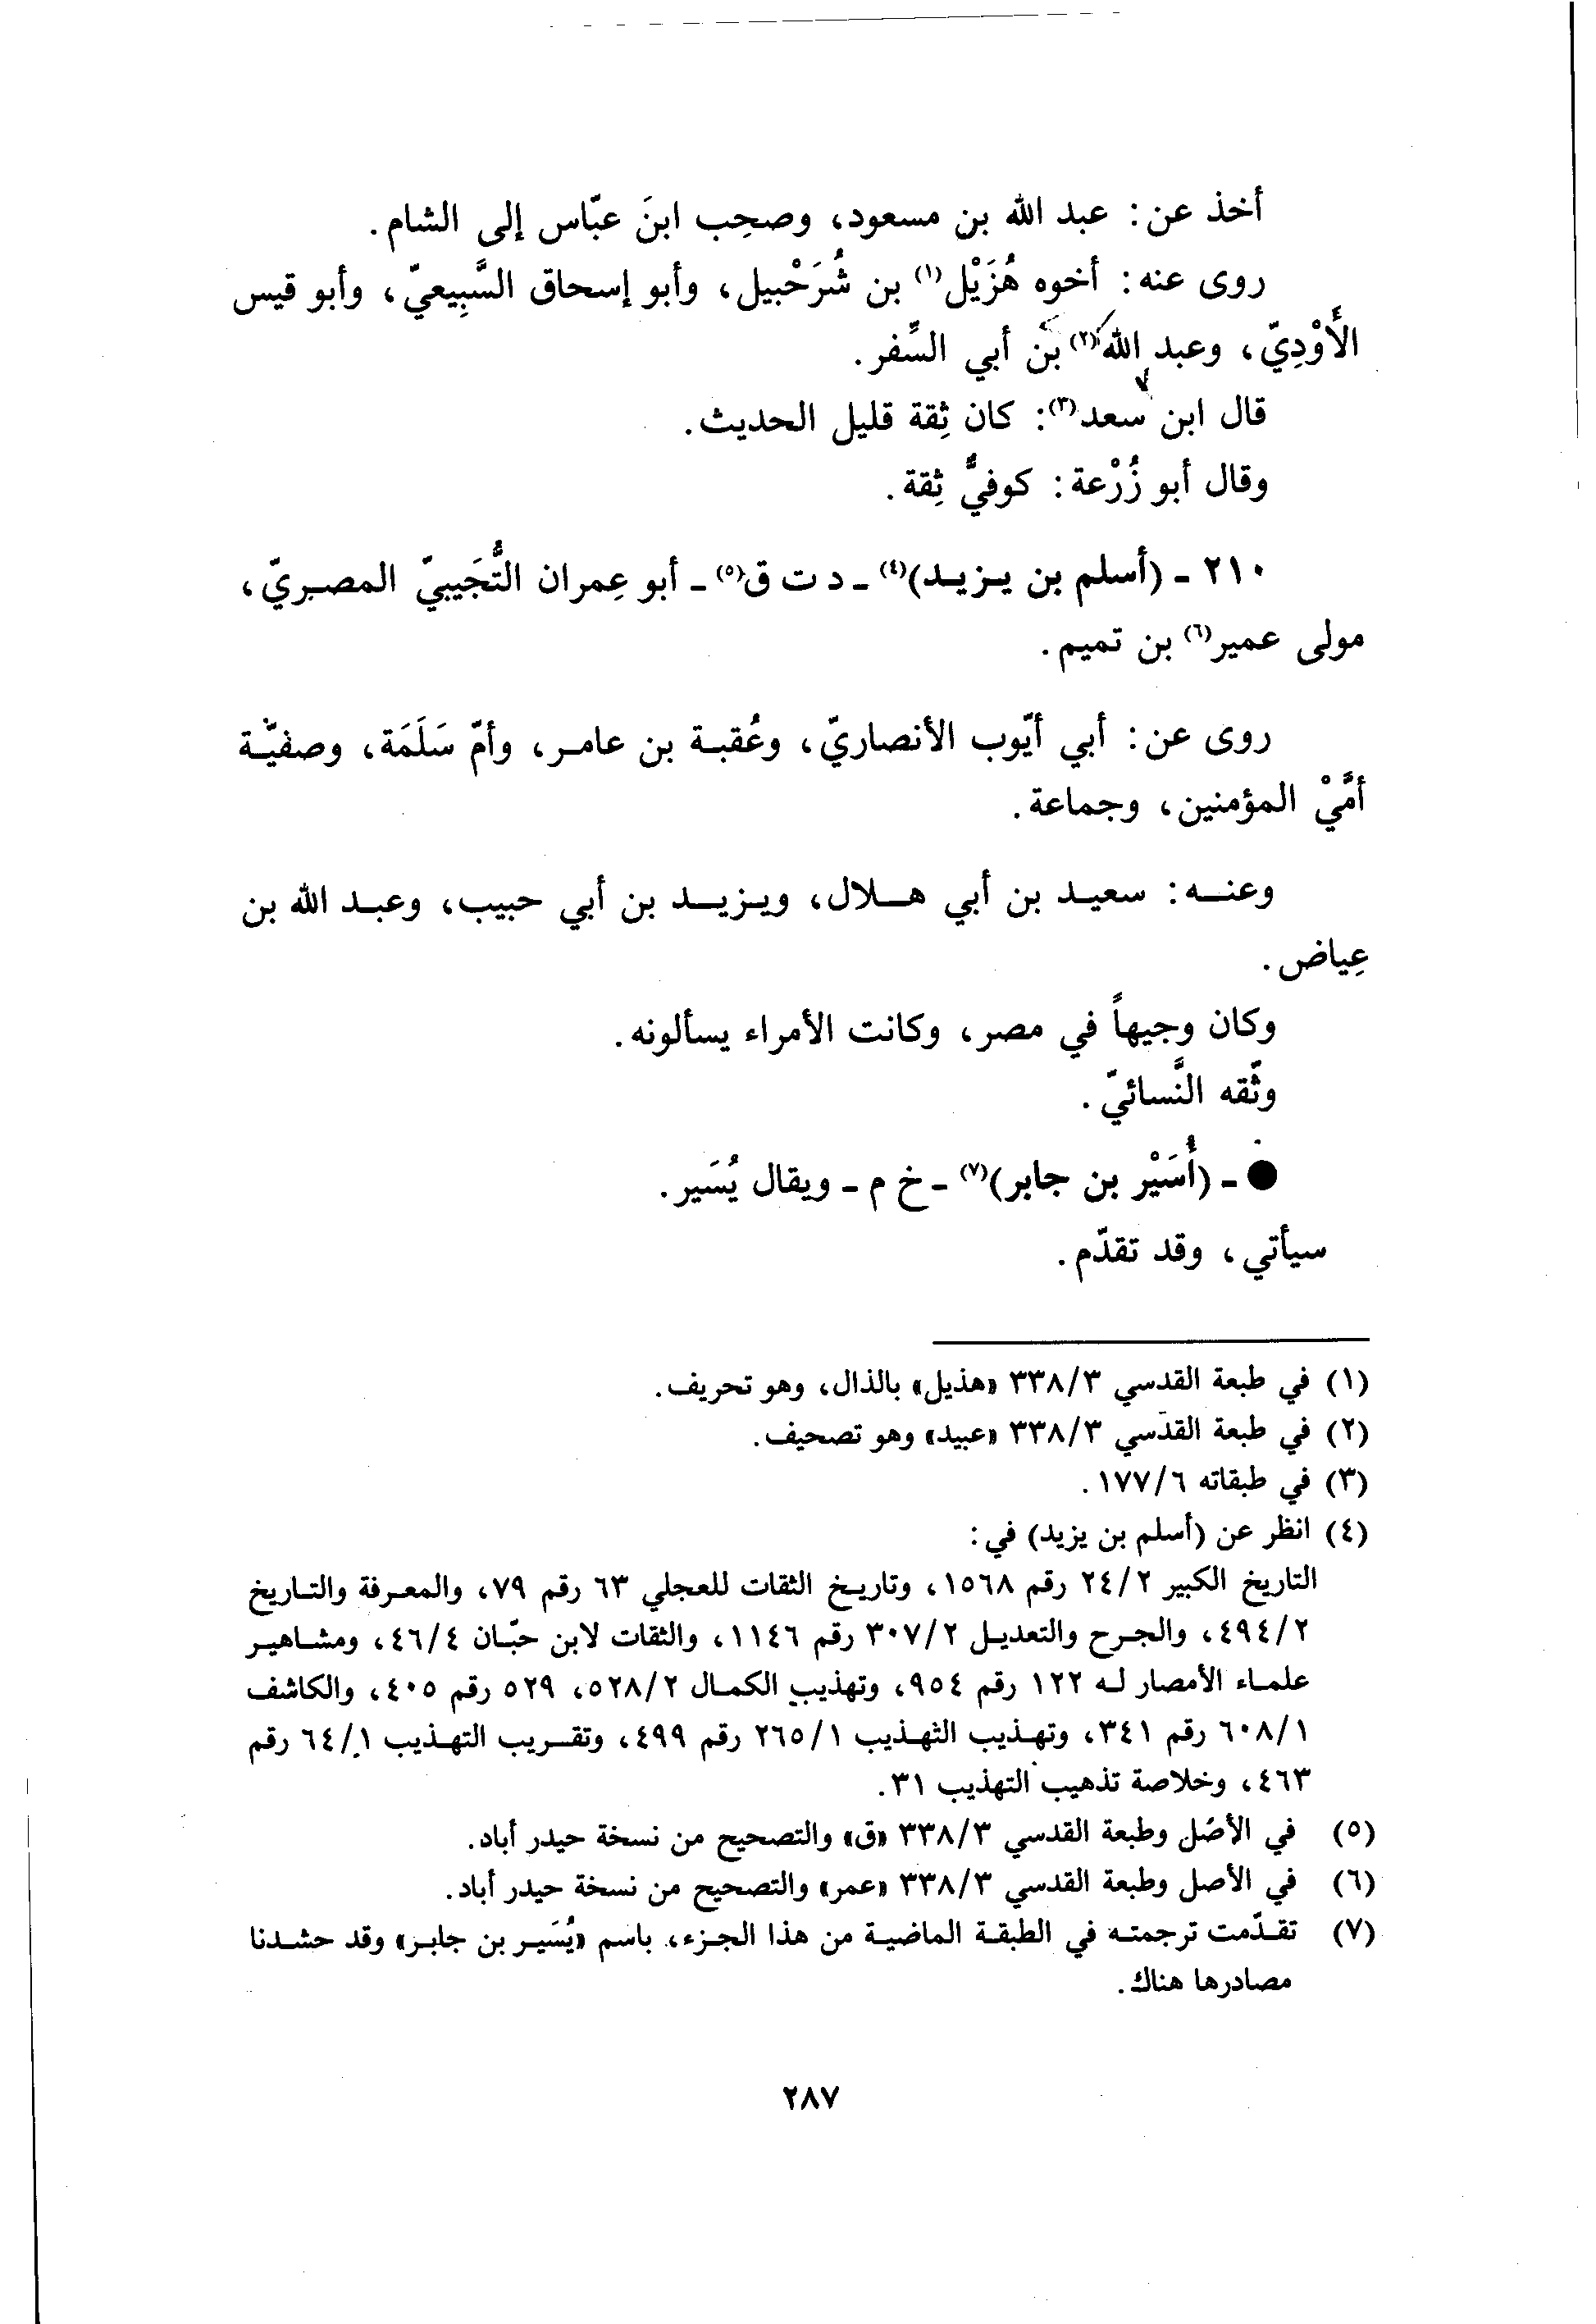 أخذ عن: عبد الله بن مسعود، وصحِب ابنَ عبّاس إلى الشام.
روى عنه: أخوه هُزَيْل(١) بن شُرَحْبيل، وأبو إسحاق السَّبِيعيّ، وأبو قيس
الأَوْدِيّ، وعبد الله(٢) بن أبي السَّفر.
قال ابن سعد(٣): كان ثِقة قليل الحديث.
وقال أبو زُرْعة: كوفيٌّ ثِقة.
٢١٠ - (أسلم بن يزيد)(٤) - د ت ق(٥) - أبو عِمران التُّجَيبيّ المصريّ،
مولى عمير(٦) بن تميم.
روى عن: أبي أيّوب الأنصاريّ، وعُقبة بن عامر، وأمّ سَلَمَة، وصفيّة
أمَّيْ المؤمنين، وجماعة.
وعنه: سعيد بن أبي هلال، ويزيد بن أبي حبيب، وعبد الله بن
عِياض.
وكان وجيهاً في مصر، وكانت الأمراء يسألونه.
وثّقه النَّسائيّ.
● - (أُسَيْر بن جابر)(٧) - خ م - ويقال يُسَير.
سيأتي، وقد تقدّم.
(١) في طبعة القدسي ٣٣٨/٣ «هذيل» بالذال، وهو تحريف.
(٢) في طبعة القدسي ٣٣٨/٣ «عبيد» وهو تصحيف.
(٣) في طبقاته ١٧٧/٦.
(٤) انظر عن (أسلم بن يزيد) في:
التاريخ الكبير ٢٤/٢ رقم ١٥٦٨، وتاريخ الثقات للعجلي ٦٣ رقم ٧٩، والمعرفة والتاريخ
٤٩٤/٢، والجرح والتعديل ٣٠٧/٢ رقم ١١٤٦، والثقات لابن حبّان ٤٦/٤، ومشاهير
علماء الأمصار له ١٢٢ رقم ٩٥٤، وتهذيب الكمال ٥٢٨/٢، ٥٢٩ رقم ٤٠٥، والكاشف
٦٠٨/١ رقم ٣٤١، وتهذيب التهذيب ٢٦٥/١ رقم ٤٩٩، وتقريب التهذيب ٦٤/١ رقم
٤٦٣، وخلاصة تذهيب التهذيب ٣١.
(٥) في الأصل وطبعة القدسي ٣٣٨/٣ «ق» والتصحيح من نسخة حيدر أباد.
(٦) في الأصل وطبعة القدسي ٣٣٨/٣ «عمر» والتصحيح من نسخة حيدر أباد.
(٧) تقدّمت ترجمته في الطبقة الماضية من هذا الجزء، باسم «يُسَير بن جابر» وقد حشدنا
مصادرها هناك.
٢٨٧